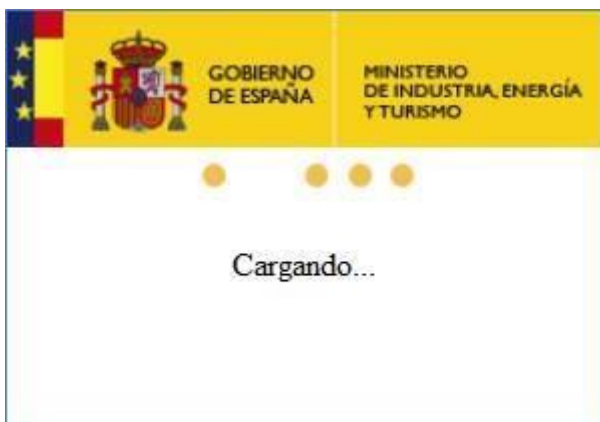 GOBIERNO
DE ESPAÑA
MINISTERIO
DE INDUSTRIA, ENERGÍA
Y TURISMO
Cargando...